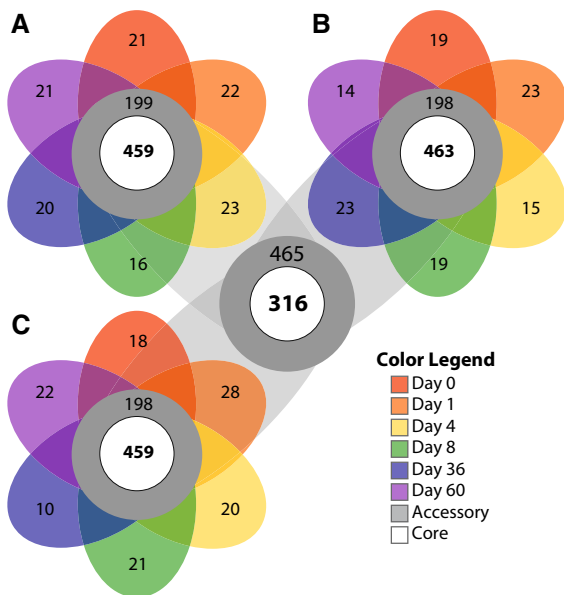 A
21
21
22
199
459
20
23
16
B
19
14
23
198
463
23
15
19
465
316
C
18
22
28
198
459
10
20
21
Color Legend
Day 0
Day 1
Day 4
Day 8
Day 36
Day 60
Accessory
Core